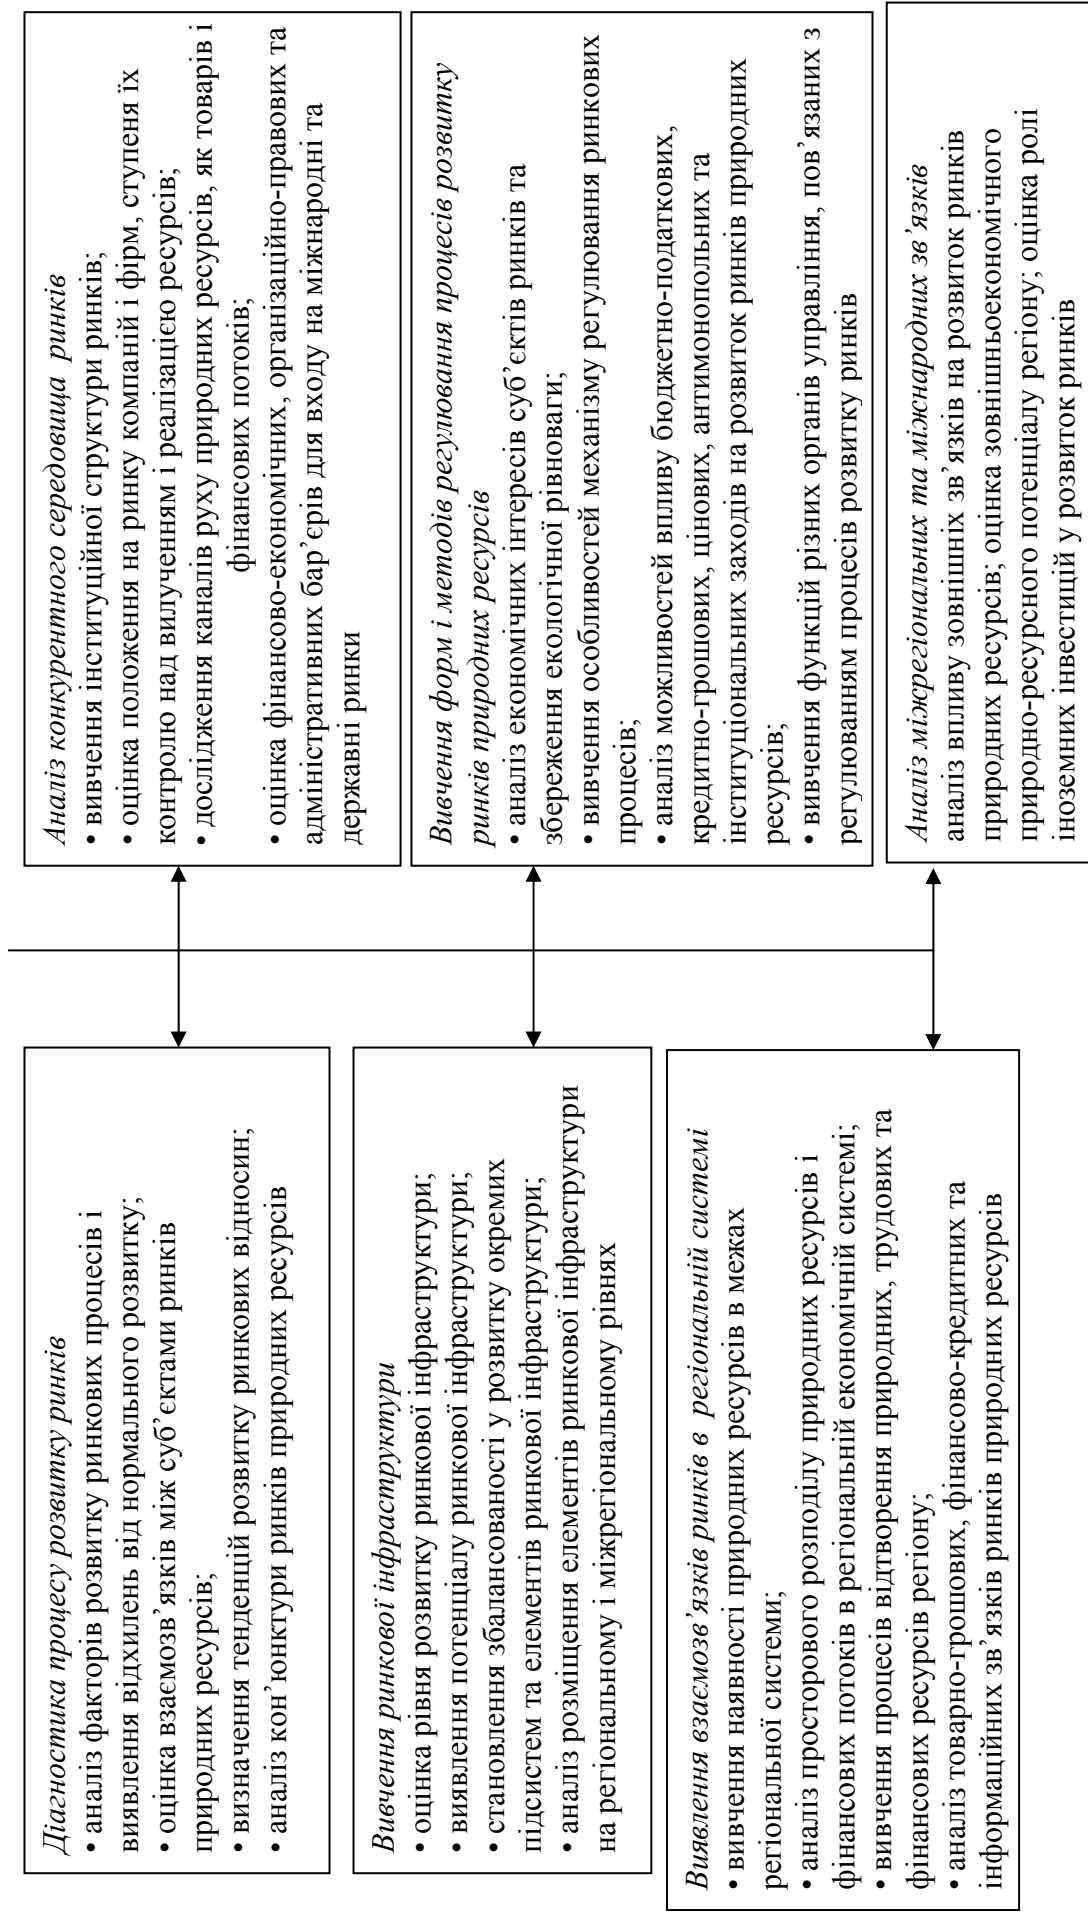 Діагностика процесу розвитку ринків
• аналіз факторів розвитку ринкових процесів і
виявлення відхилень від нормального розвитку;
• оцінка взаємозв’язків між суб’єктами ринків
природних ресурсів;
• визначення тенденцій розвитку ринкових відносин;
• аналіз кон’юнктури ринків природних ресурсів
Вивчення ринкової інфраструктури
• оцінка рівня розвитку ринкової інфраструктури;
• виявлення потенціалу ринкової інфраструктури;
• становлення збалансованості у розвитку окремих
підсистем та елементів ринкової інфраструктури;
• аналіз розміщення елементів ринкової інфраструктури
на регіональному і міжрегіональному рівнях
Виявлення взаємозв’язків ринків в регіональній системі
• вивчення наявності природних ресурсів в межах
регіональної системи;
• аналіз просторового розподілу природних ресурсів і
фінансових потоків в регіональній економічній системі;
• вивчення процесів відтворення природних, трудових та
фінансових ресурсів регіону;
• аналіз товарно-грошових, фінансово-кредитних та
інформаційних зв’язків ринків природних ресурсів
Аналіз конкурентного середовища ринків
• вивчення інституційної структури ринків;
• оцінка положення на ринку компаній і фірм, ступеня їх
контролю над вилученням і реалізацією ресурсів;
• дослідження каналів руху природних ресурсів, як товарів і
фінансових потоків;
• оцінка фінансово-економічних, організаційно-правових та
адміністративних бар’єрів для входу на міжнародні та
державні ринки
Вивчення форм і методів регулювання процесів розвитку
ринків природних ресурсів
• аналіз економічних інтересів суб’єктів ринків та
збереження екологічної рівноваги;
• вивчення особливостей механізму регулювання ринкових
процесів;
• аналіз можливостей впливу бюджетно-податкових,
кредитно-грошових, цінових, антимонопольних та
інституціональних заходів на розвиток ринків природних
ресурсів;
• вивчення функцій різних органів управління, пов’язаних з
регулюванням процесів розвитку ринків
Аналіз міжрегіональних та міжнародних зв’язків
аналіз впливу зовнішніх зв’язків на розвиток ринків
природних ресурсів; оцінка зовнішньоекономічного
природно-ресурсного потенціалу регіону; оцінка ролі
іноземних інвестицій у розвиток ринків